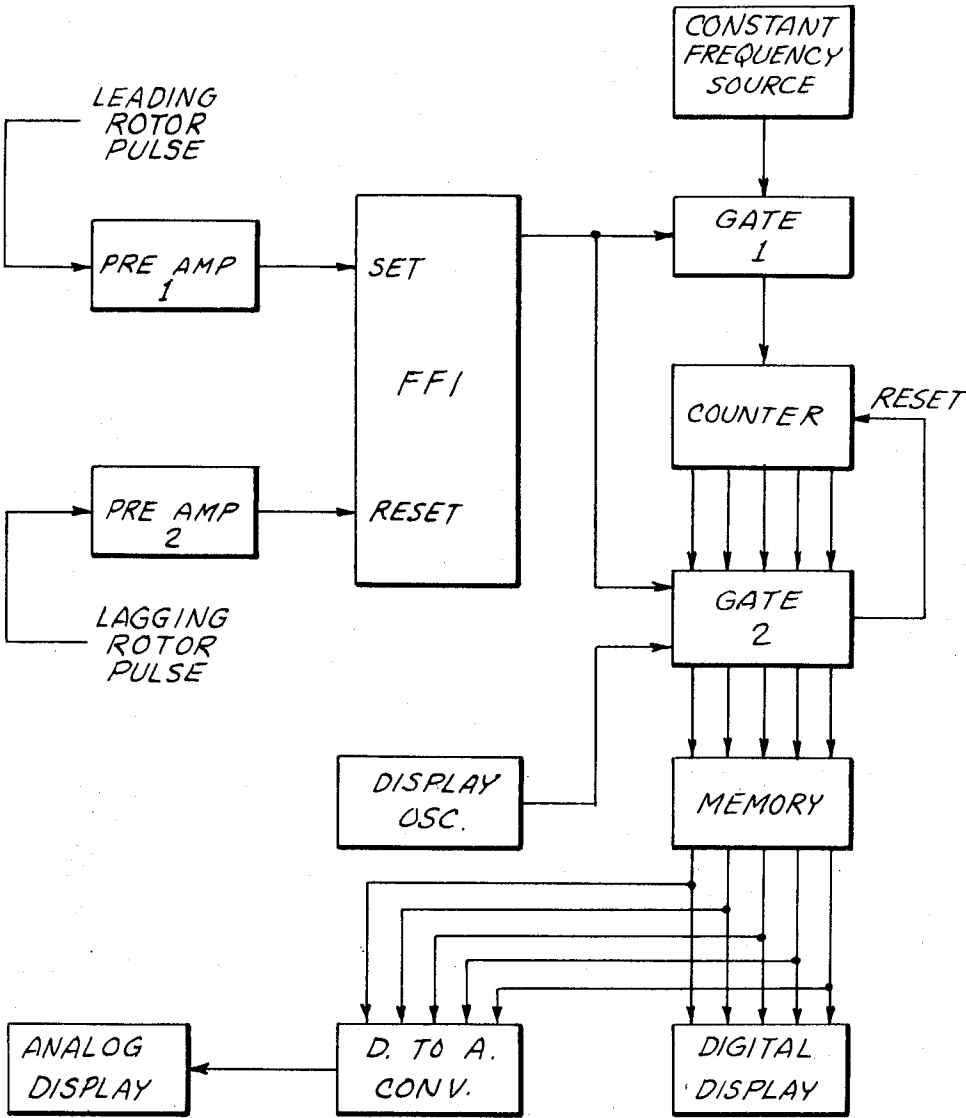 CONSTANT
FREQUENCY
SOURCE
LEADING
ROTOR
PULSE
PRE AMP
1
SET
FF1
RESET
PRE AMP
2
LAGGING
ROTOR
PULSE
GATE
1
COUNTER
RESET
GATE
2
DISPLAY
OSC.
MEMORY
ANALOG
DISPLAY
D. TO A.
CONV.
DIGITAL
DISPLAY